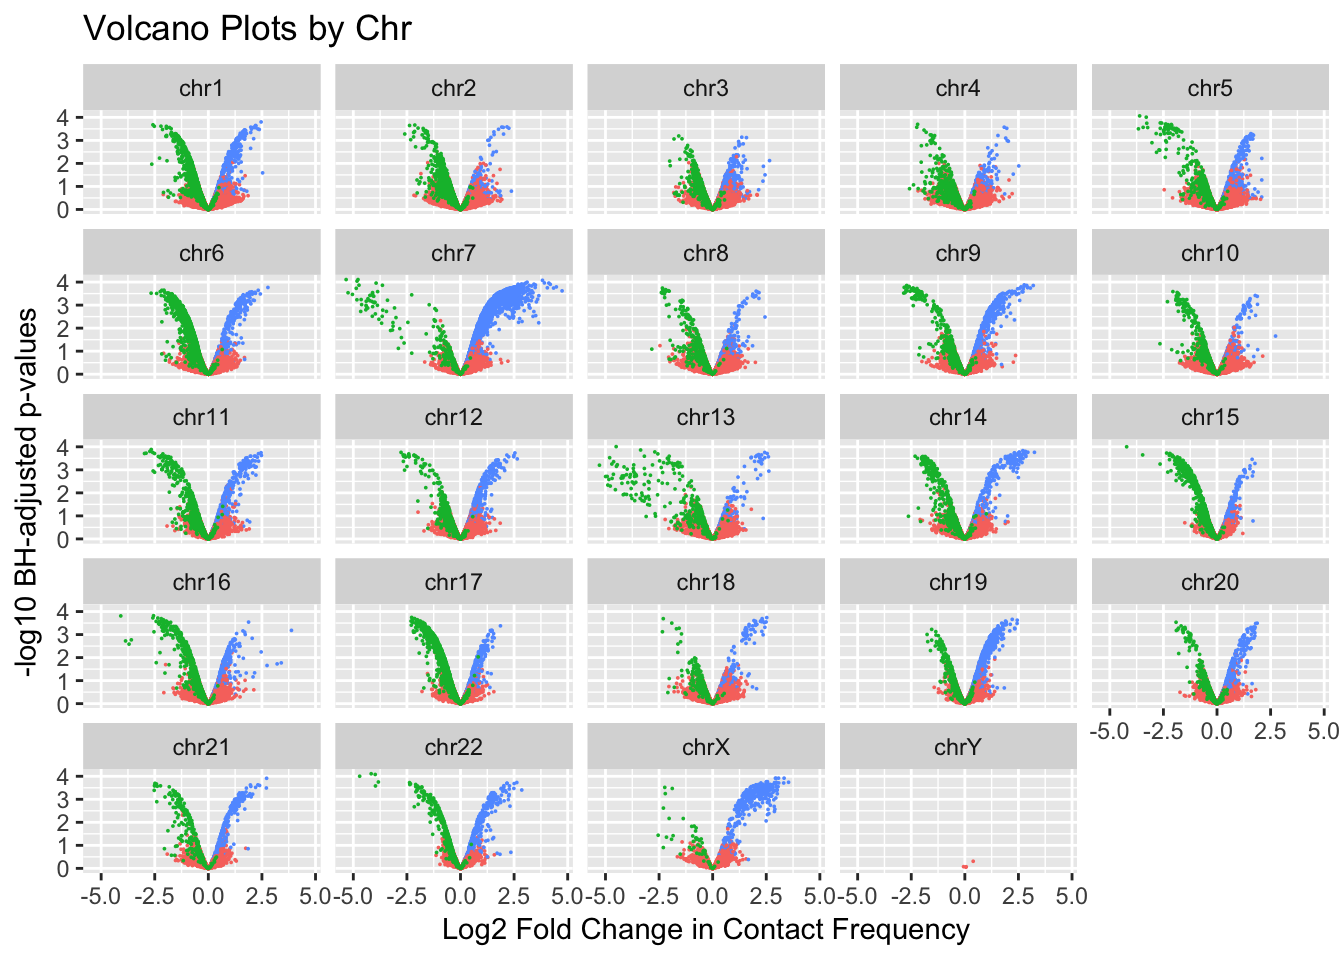 Volcano Plots by Chr
chr1 chr2 chr3 chr4 chr5
4
3
2
1
0
chr6 chr7 chr8 chr9 chr10
4
3
2
1
0
chr11 chr12 chr13 chr14 chr15
4
3
2
1
0
chr16 chr17 chr18 chr19 chr20
4
3
2
1
0
-5.0 -2.5 0.0 2.5 5.0
chr21 chr22 chrX chrY
4
3
2
1
0
-5.0 -2.5 0.0 2.5 5.0 -5.0 -2.5 0.0 2.5 5.0 -5.0 -2.5 0.0 2.5 5.0 -5.0 -2.5 0.0 2.5 5.0
Log2 Fold Change in Contact Frequency
-log10 BH-adjusted p-values